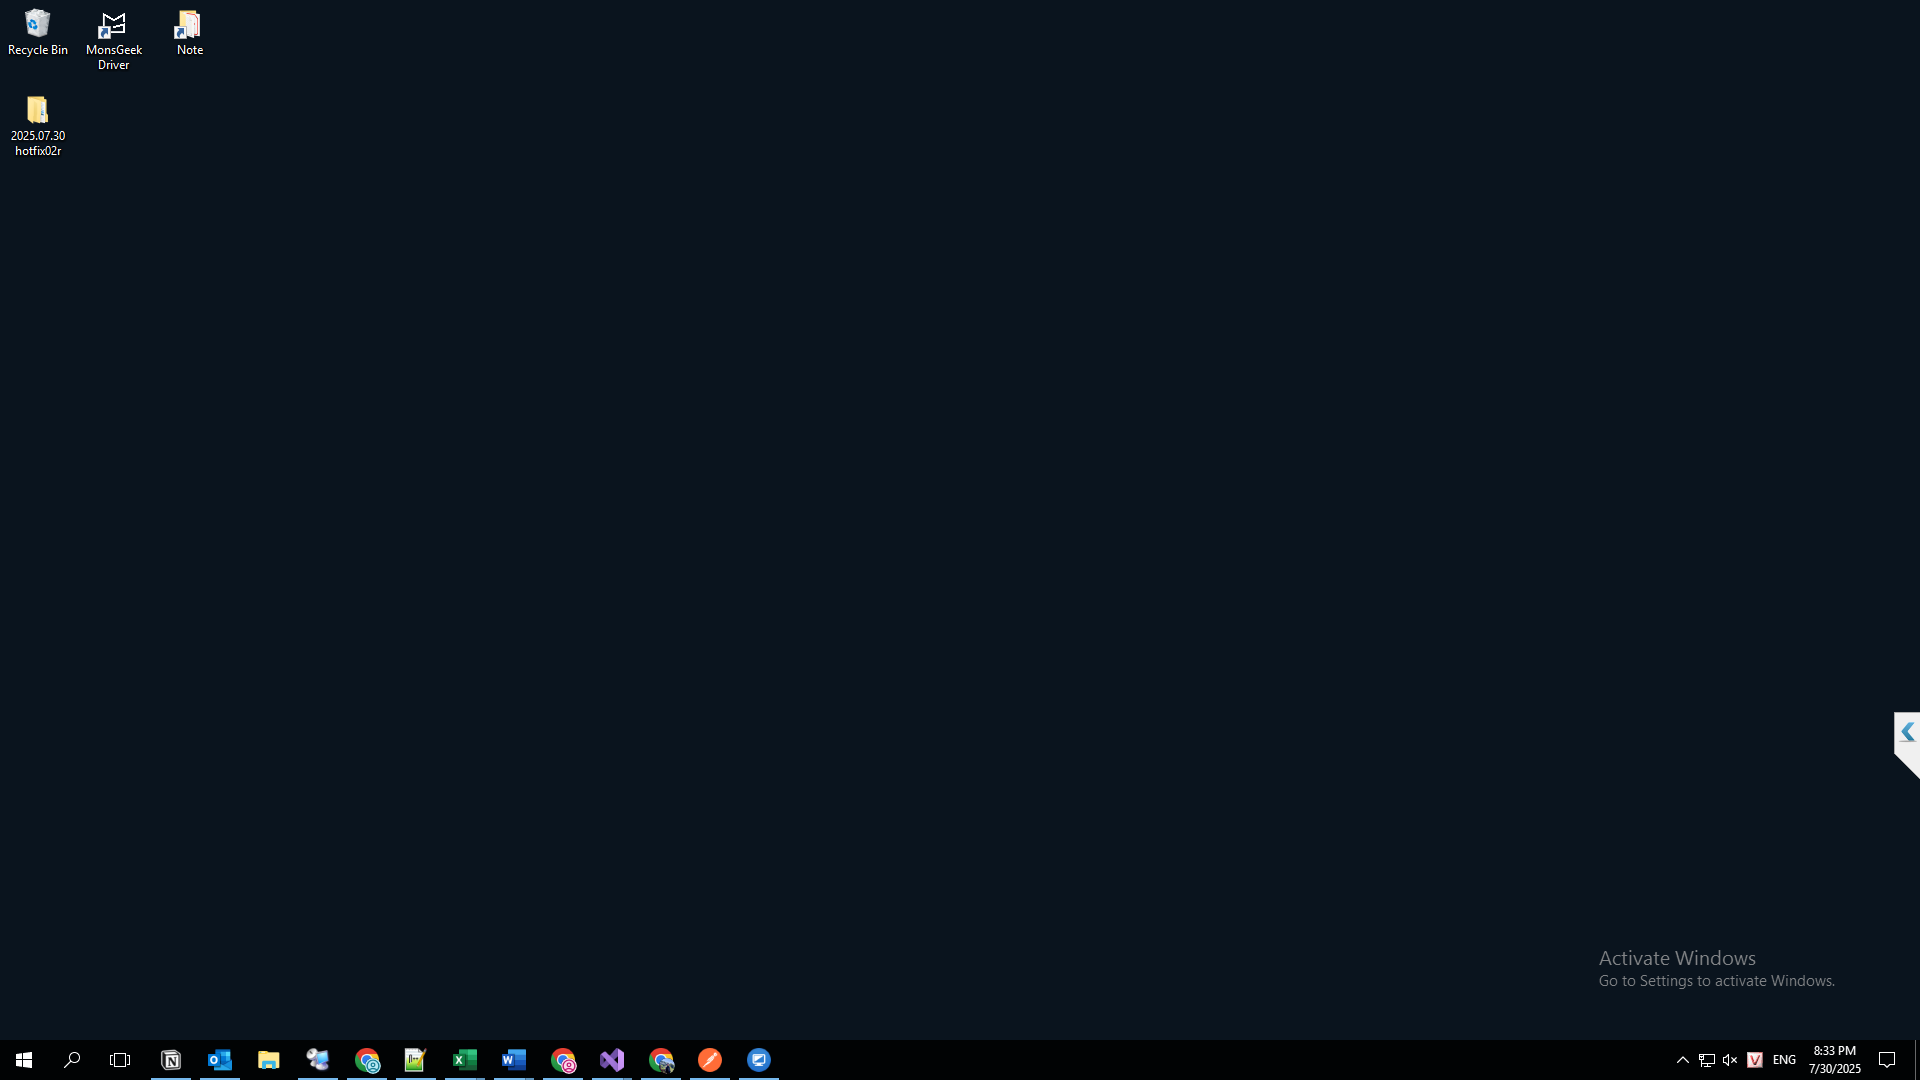 Recycle Bin
MonsGeek
Driver
Note
2025.07.30
hotfix02r
Activate Windows
Go to Settings to activate Windows.
ENG
8:33 PM
7/30/2025